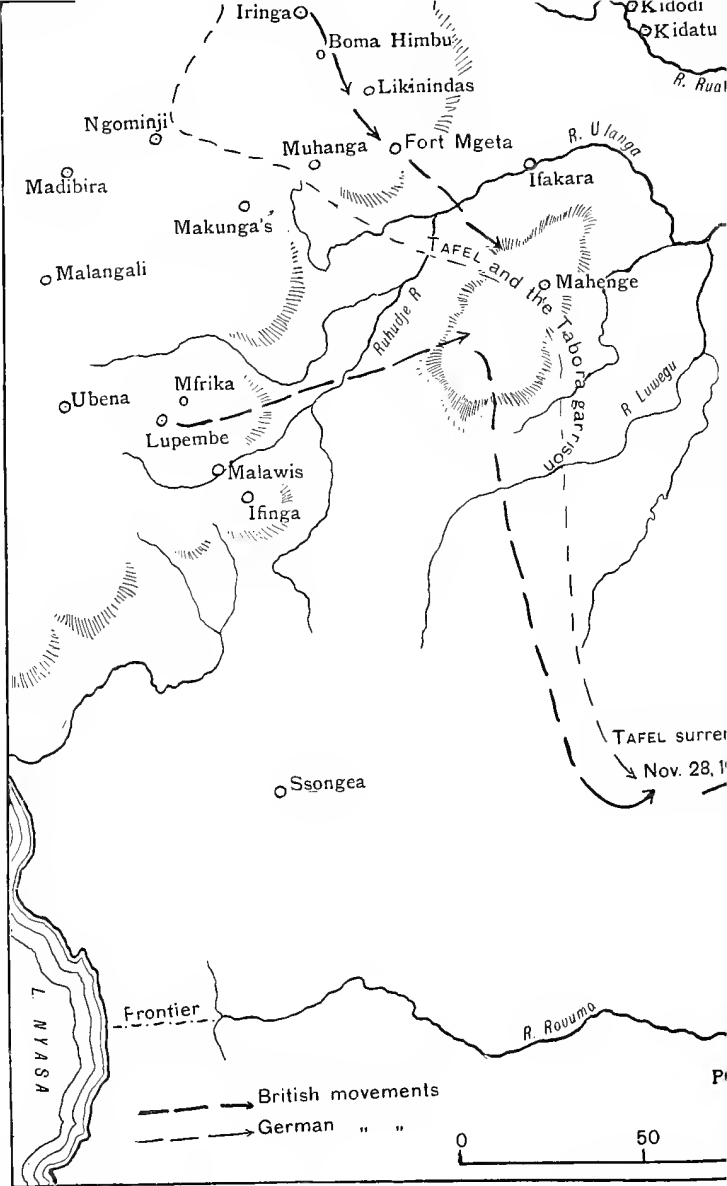 Iringa
Kidodi
Kidatu
Boma Himbu
R. Rual
Likinindas
Ngominji
R. Ulanga
Muhanga
Fort Mgeta
Ifakara
Madibira
Makunga's
TAFEL and the Tabora garrison
Malangali
Mahenge
Ruhudje R
Ubena
Mfrika
R Luwegu
Lupembe
Malawis
Ifinga
TAFEL surrer
Nov. 28, 1
Ssongea
L. NYASA
Frontier
R. Rovuma
P
British movements
German „ „
0 50